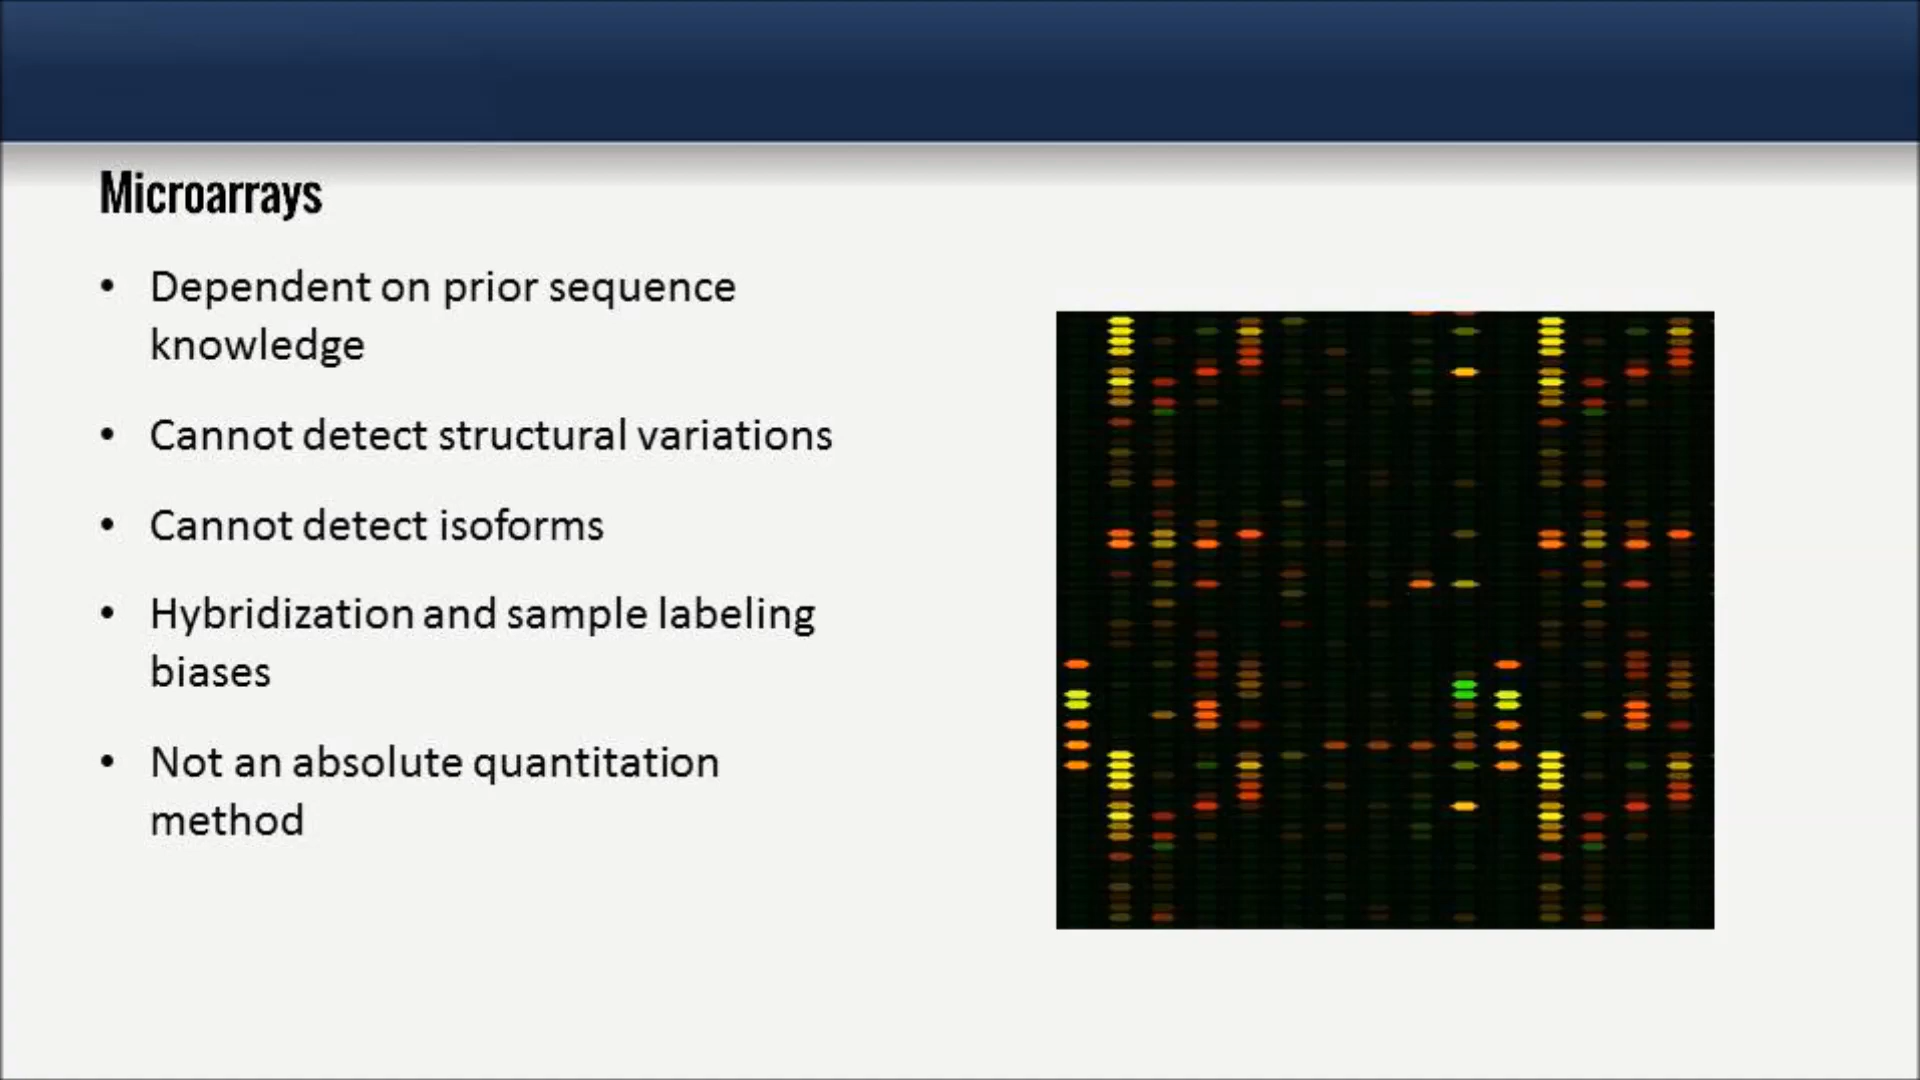 Microarrays
• Dependent on prior sequence
knowledge
• Cannot detect structural variations
• Cannot detect isoforms
• Hybridization and sample labeling
biases
• Not an absolute quantitation
method